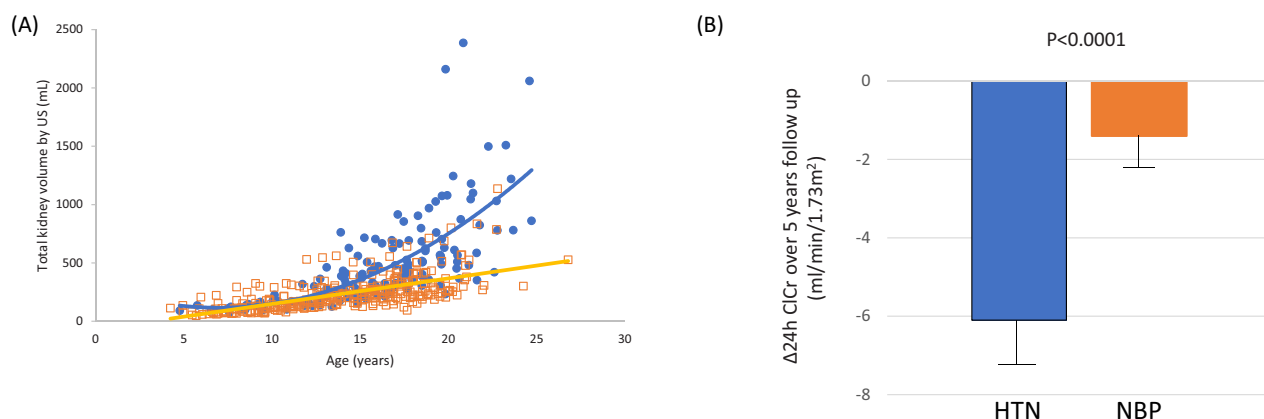 (A)
Total kidney volume by US (mL)
2500
2000
1500
1000
500
0
0 5 10 15 20 25 30
Age (years)
(B)
P<0.0001
Δ24h ClCr over 5 years follow up
(ml/min/1.73m²)
0
-2
-4
-6
-8
HTN NBP